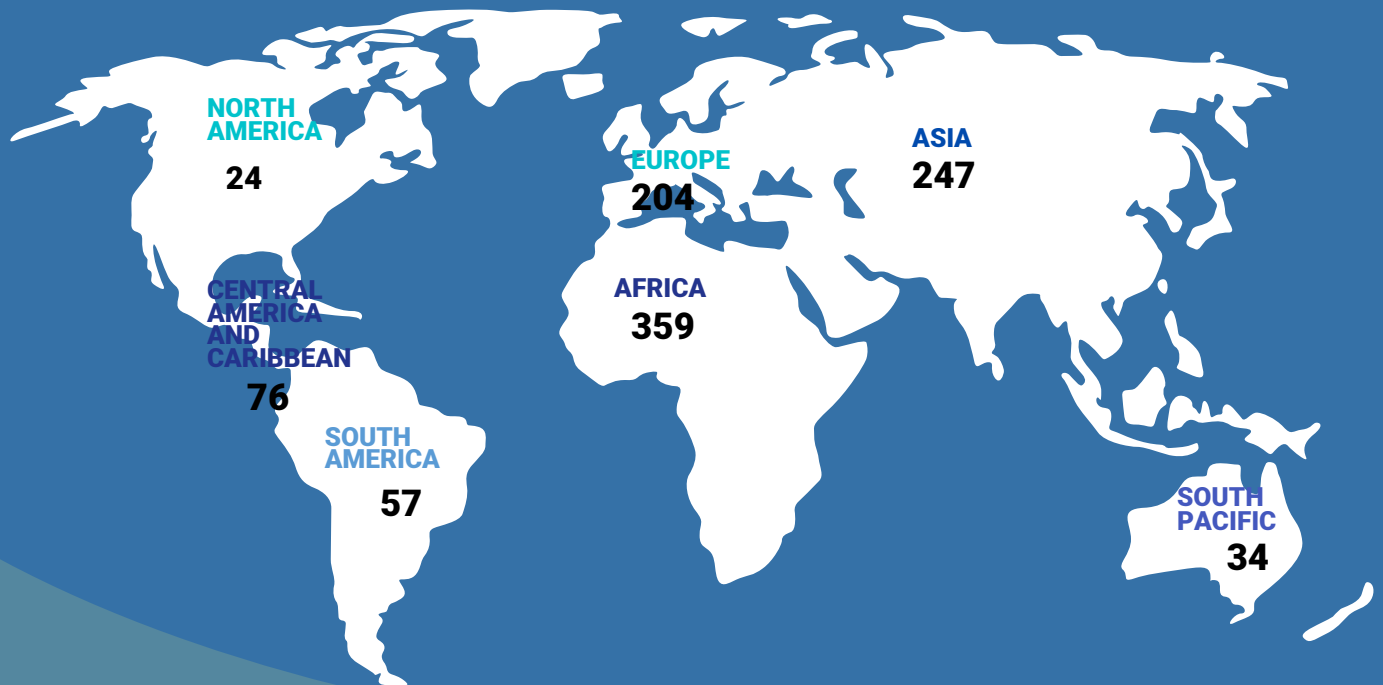 NORTH
AMERICA
24
EUROPE
204
ASIA
247
CENTRAL
AMERICA
AND
CARIBBEAN
76
AFRICA
359
SOUTH
AMERICA
57
SOUTH
PACIFIC
34